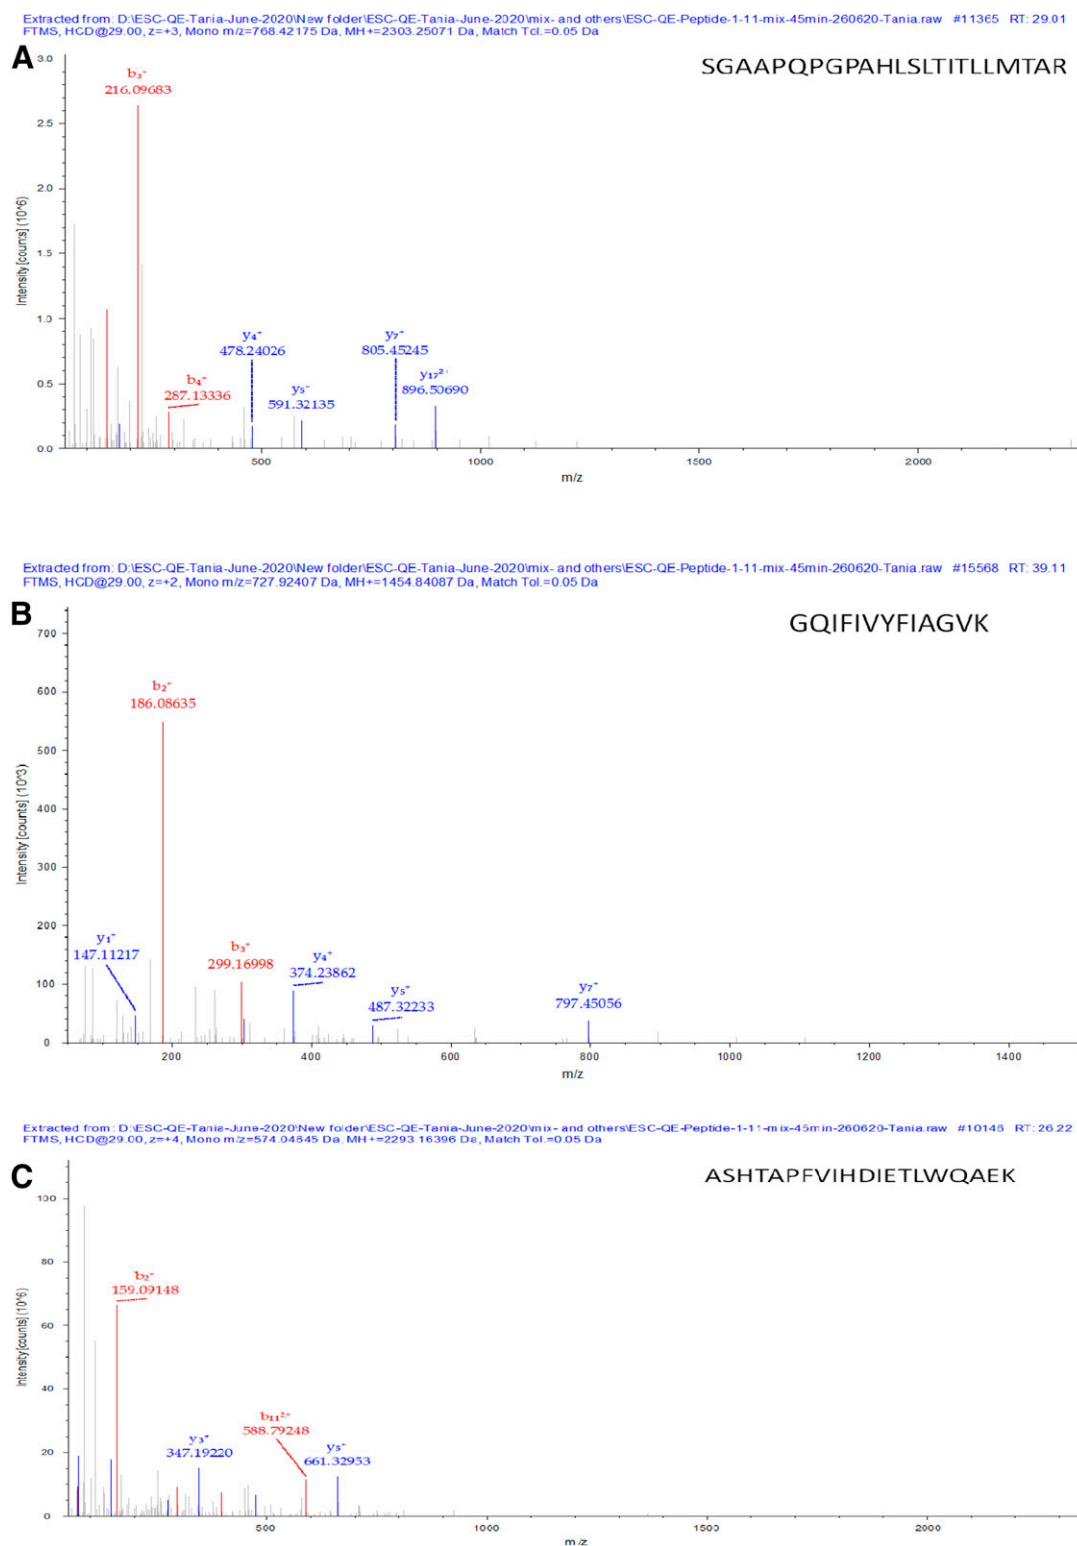 Extracted from: D:\ESC-QE-Tania-June-2020\New folder\ESC-QE-Tania-June-2020\mix- and others\ESC-QE-Peptide-1-11-mix-45min-260620-Tania.raw #11365 RT: 29.01
FTMS, HCD@29.00, z=+3, Mono m/z=768.42175 Da, MH+=2303.25071 Da, Match Tol.=0.05 Da
A
SGAAPQPGPAHLSLTITLLMTAR
3.0
b₃⁺
216.09683
2.5
2.0
1.5
Intensity [counts] (10^6)
1.0
y₄⁺
478.24026
y₇⁺
805.45245
b₄⁺
287.13336
y₅⁺
591.32135
y₁₇²⁺
896.50690
0.5
0.0
500 1000 1500 2000
m/z
Extracted from: D:\ESC-QE-Tania-June-2020\New folder\ESC-QE-Tania-June-2020\mix- and others\ESC-QE-Peptide-1-11-mix-45min-260620-Tania.raw #15568 RT: 39.11
FTMS, HCD@29.00, z=+2, Mono m/z=727.92407 Da, MH+=1454.84087 Da, Match Tol.=0.05 Da
B
GQIFIVYFIAGVK
700
b₂⁺
186.08635
600
500
400
Intensity [counts] (10^3)
300
200
y₁⁺
147.11217
b₃⁺
299.16998
y₄⁺
374.23862
y₅⁺
487.32233
y₇⁺
797.45056
100
0
200 400 600 800 1000 1200 1400
m/z
Extracted from: D:\ESC-QE-Tania-June-2020\New folder\ESC-QE-Tania-June-2020\mix- and others\ESC-QE-Peptide-1-11-mix-45min-260620-Tania.raw #10146 RT: 26.22
FTMS, HCD@29.00, z=+4, Mono m/z=574.04645 Da, MH+=2293.16396 Da, Match Tol.=0.05 Da
C
ASHTAPFVIHDIETLWQAEK
100
80
b₂⁺
159.09148
60
Intensity [counts] (10^6)
40
b₁₁²⁺
588.79248
y₃⁺
347.19220
y₅⁺
661.32953
20
0
500 1000 1500 2000
m/z